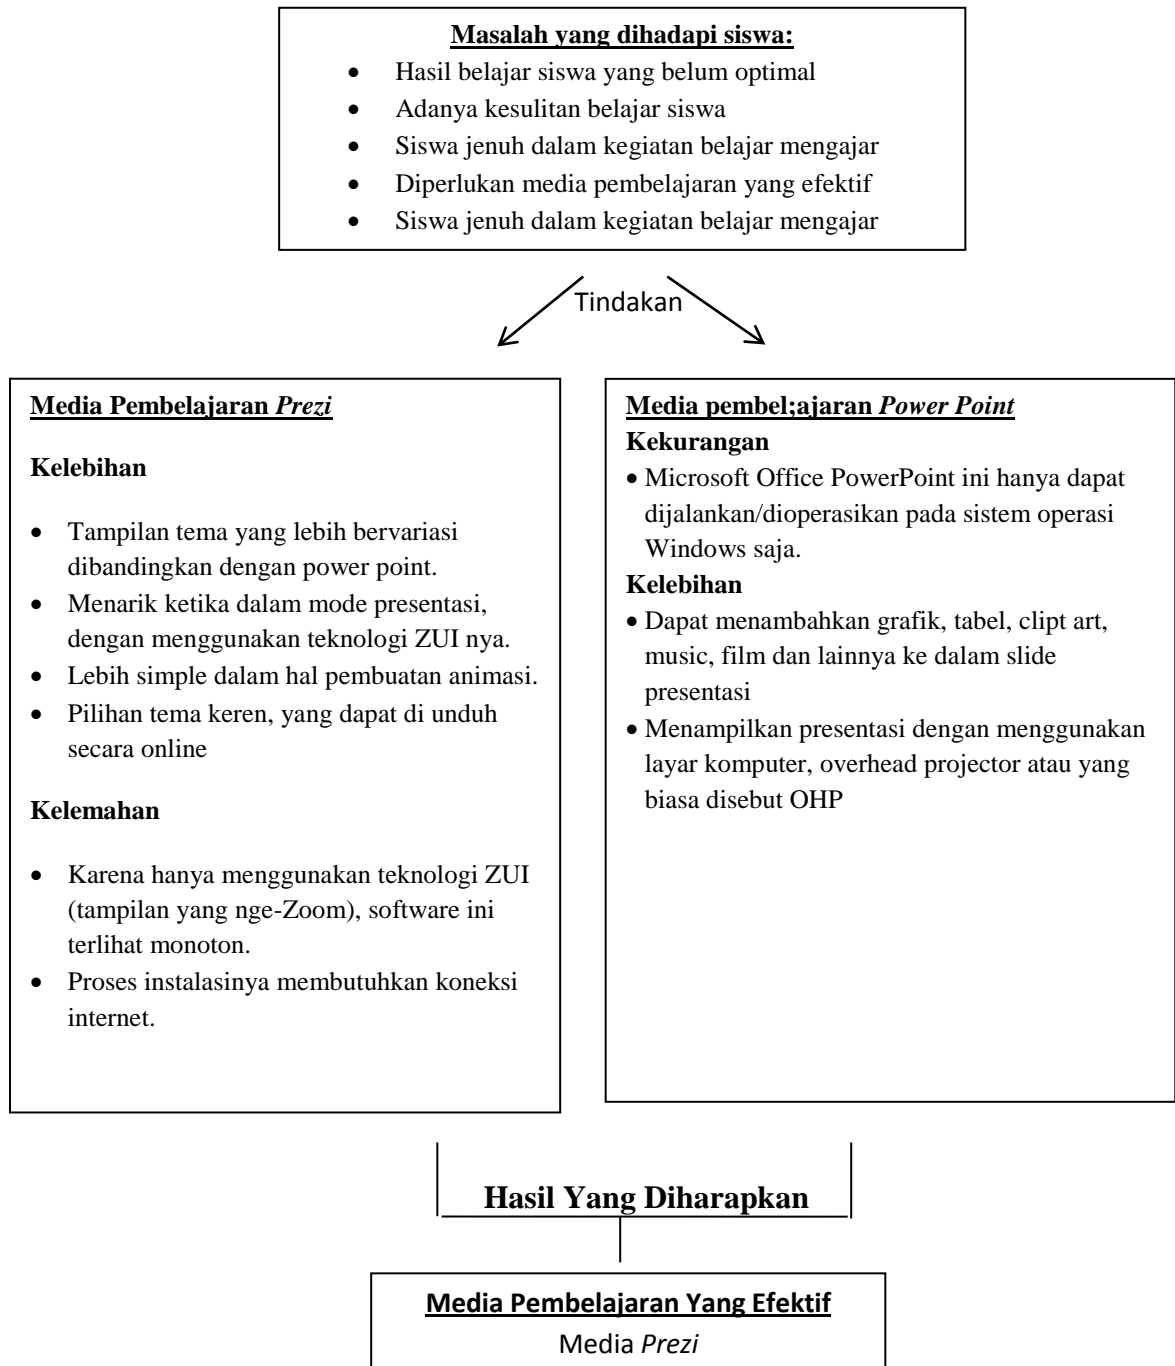 Masalah yang dihadapi siswa:
• Hasil belajar siswa yang belum optimal
• Adanya kesulitan belajar siswa
• Siswa jenuh dalam kegiatan belajar mengajar
• Diperlukan media pembelajaran yang efektif
• Siswa jenuh dalam kegiatan belajar mengajar
Tindakan
Media Pembelajaran Prezi
Kelebihan
• Tampilan tema yang lebih bervariasi
dibandingkan dengan power point.
• Menarik ketika dalam mode presentasi,
dengan menggunakan teknologi ZUI nya.
• Lebih simple dalam hal pembuatan animasi.
• Pilihan tema keren, yang dapat di unduh
secara online
Kelemahan
• Karena hanya menggunakan teknologi ZUI
(tampilan yang nge-Zoom), software ini
terlihat monoton.
• Proses instalasinya membutuhkan koneksi
internet.
Media pembel;ajaran Power Point
Kekurangan
• Microsoft Office PowerPoint ini hanya dapat
dijalankan/dioperasikan pada sistem operasi
Windows saja.
Kelebihan
• Dapat menambahkan grafik, tabel, clipt art,
music, film dan lainnya ke dalam slide
presentasi
• Menampilkan presentasi dengan menggunakan
layar komputer, overhead projector atau yang
biasa disebut OHP
Hasil Yang Diharapkan
Media Pembelajaran Yang Efektif
Media Prezi